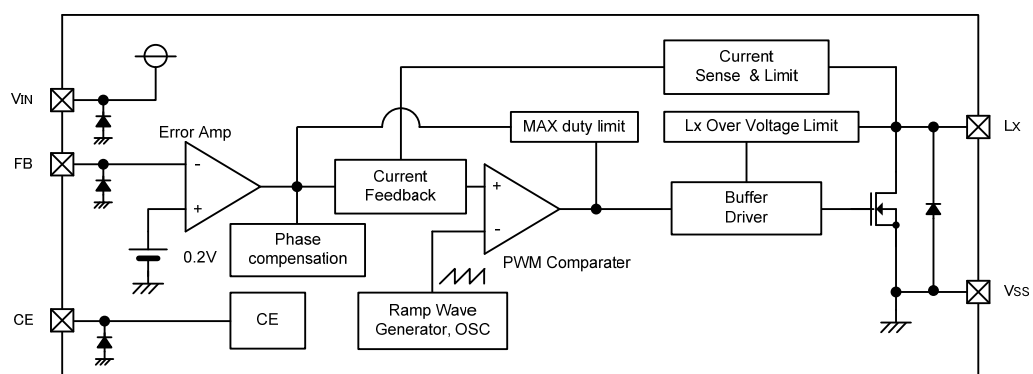 Current
Sense & Limit
VIN
Error Amp
MAX duty limit
Lx Over Voltage Limit
Lx
FB
-
Current
Feedback
+
Buffer
Driver
+
-
Phase
compensation
0.2V
PWM Comparater
VSS
CE
CE
Ramp Wave
Generator, OSC